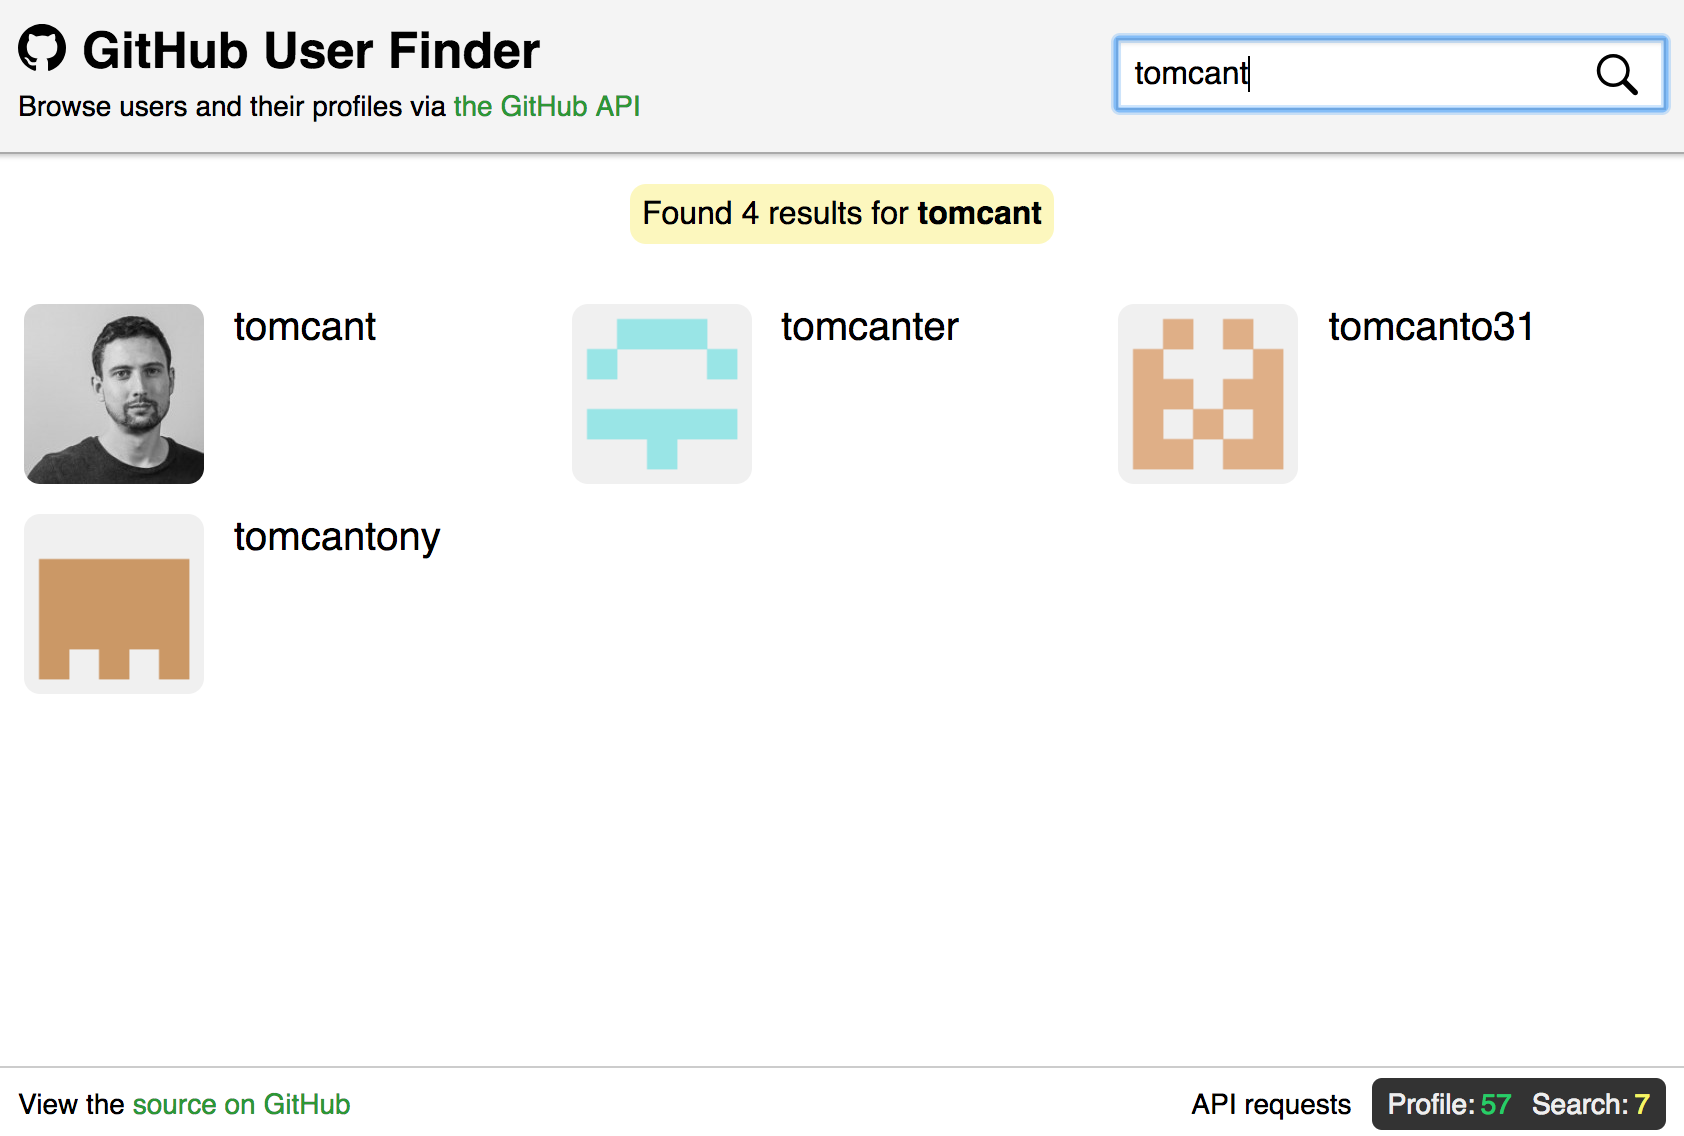 GitHub User Finder
Browse users and their profiles via the GitHub API
tomcant
Found 4 results for tomcant
tomcant
tomcanter
tomcanto31
tomcantony
View the source on GitHub
API requests
Profile: 57 Search: 7